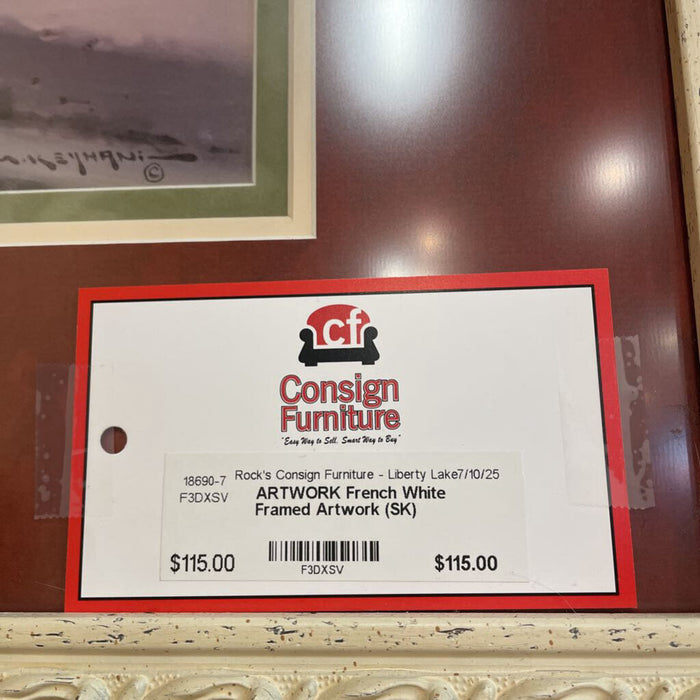 KEYHANI
©
cf
Consign
Furniture
"Easy Way to Sell, Smart Way to Buy"
18690-7 Rock's Consign Furniture - Liberty Lake7/10/25
F3DXSV ARTWORK French White
Framed Artwork (SK)
$115.00 $115.00
F3DXSV